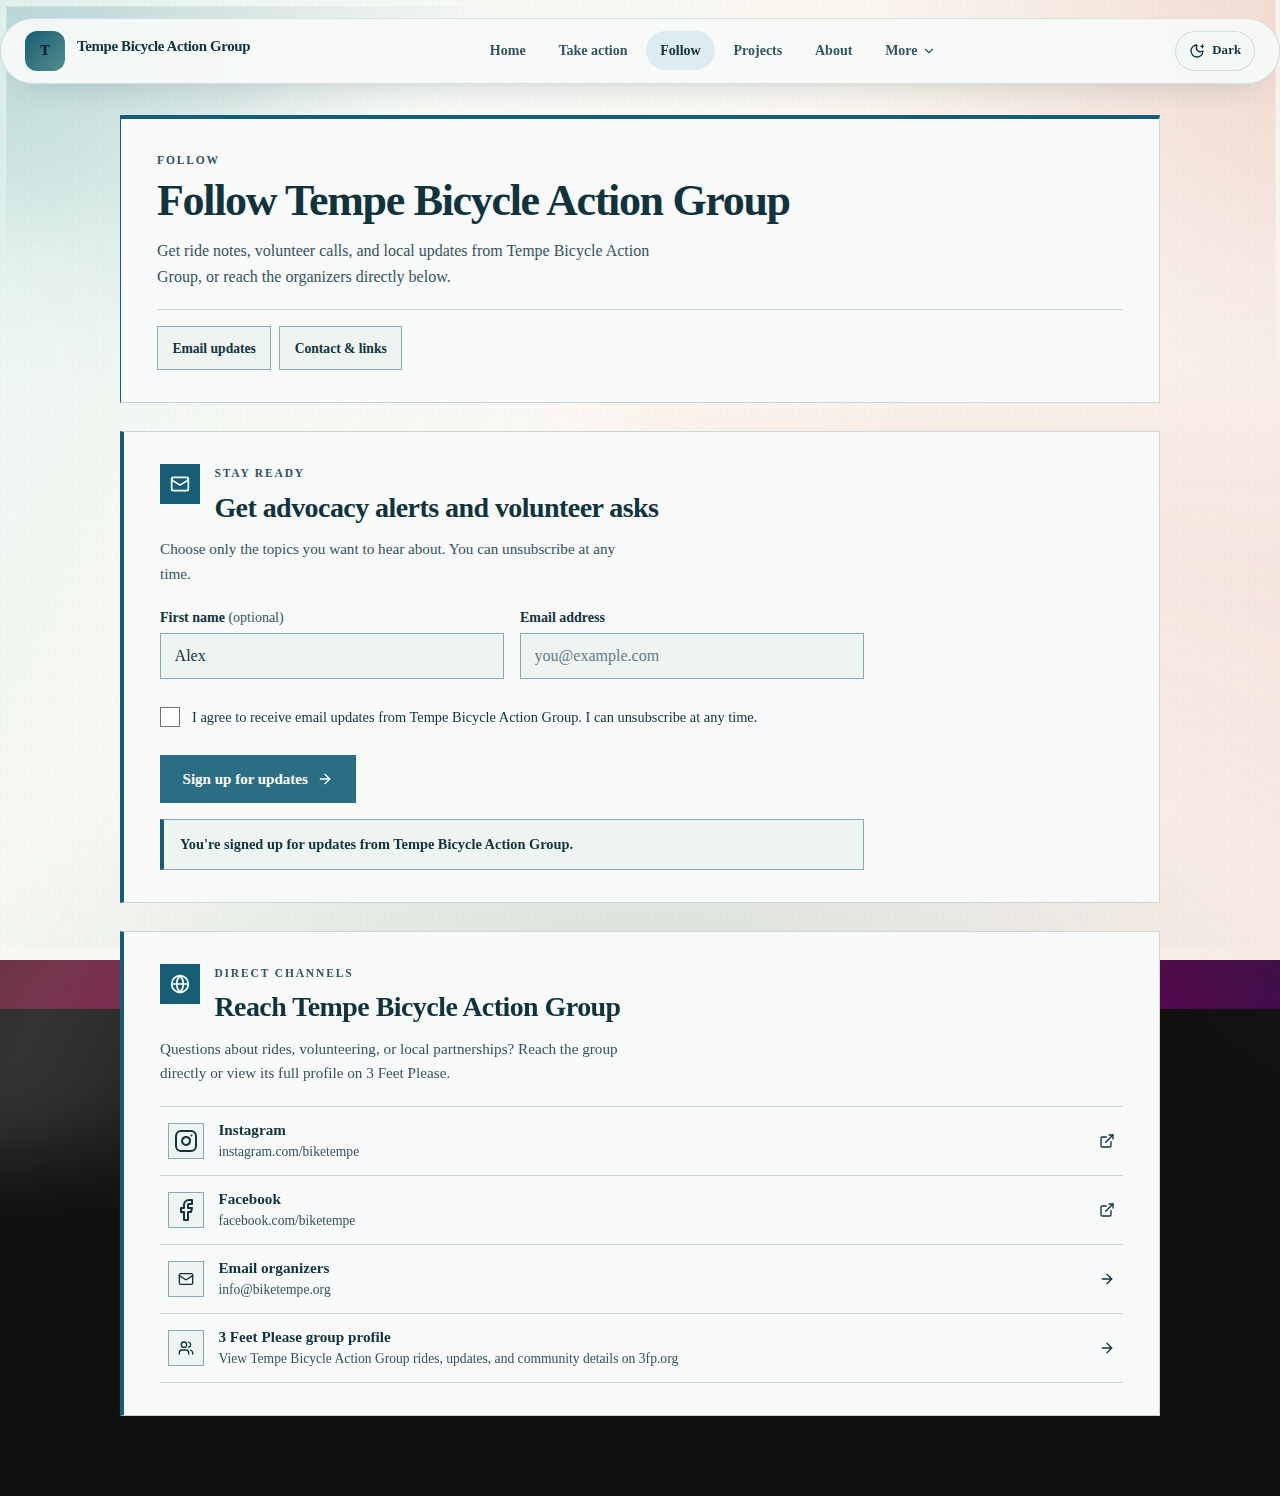 T
Tempe Bicycle Action Group
Home
Take action
Follow
Projects
About
More
Dark
FOLLOW
Follow Tempe Bicycle Action Group
Get ride notes, volunteer calls, and local updates from Tempe Bicycle Action
Group, or reach the organizers directly below.
Email updates
Contact & links
STAY READY
Get advocacy alerts and volunteer asks
Choose only the topics you want to hear about. You can unsubscribe at any
time.
First name (optional)
Email address
Alex
you@example.com
I agree to receive email updates from Tempe Bicycle Action Group. I can unsubscribe at any time.
Sign up for updates
You're signed up for updates from Tempe Bicycle Action Group.
DIRECT CHANNELS
Reach Tempe Bicycle Action Group
Questions about rides, volunteering, or local partnerships? Reach the group
directly or view its full profile on 3 Feet Please.
Instagram
instagram.com/biketempe
Facebook
facebook.com/biketempe
Email organizers
info@biketempe.org
3 Feet Please group profile
View Tempe Bicycle Action Group rides, updates, and community details on 3fp.org